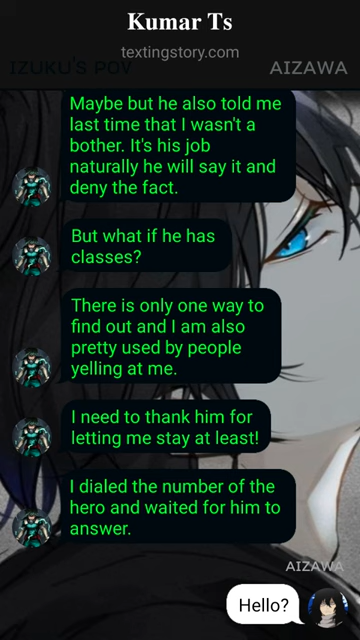 Kumar Ts
textingstory.com
IZUKU'S POV
AIZAWA
Maybe but he also told me
last time that I wasn't a
bother. It's his job
naturally he will say it and
deny the fact.
But what if he has
classes?
There is only one way to
find out and I am also
pretty used by people
yelling at me.
I need to thank him for
letting me stay at least!
I dialed the number of the
hero and waited for him to
answer.
AIZAWA
Hello?